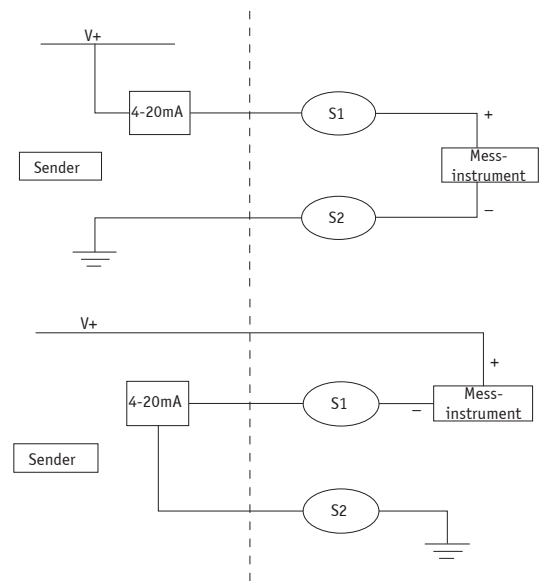 V+
4-20mA
S1
+
Mess-
instrument
Sender
S2
–
V+
+
4-20mA
S1
–
Mess-
instrument
Sender
S2